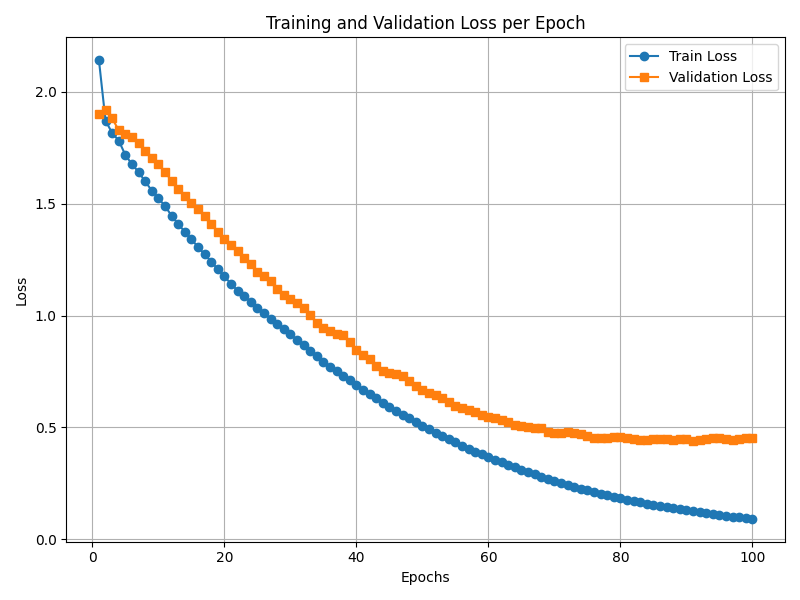 Training and Validation Loss per Epoch
Train Loss
Validation Loss
2.0
1.5
1.0
0.5
0.0
Loss
0 20 40 60 80 100
Epochs